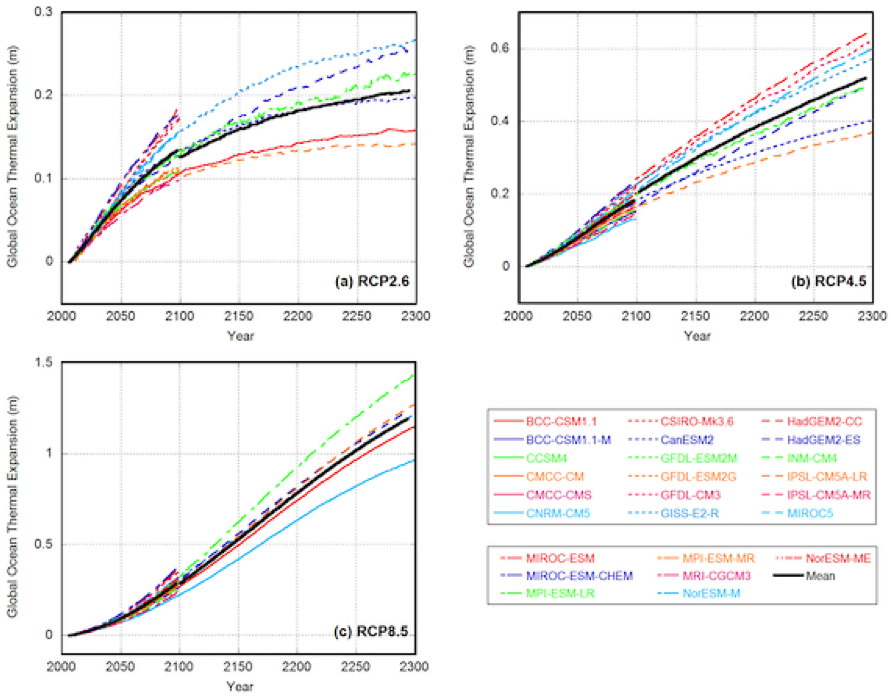 0.3
0.2
0.1
0
Global Ocean Thermal Expansion (m)
(a) RCP2.6
2000 2050 2100 2150 2200 2250 2300
Year
0.6
0.4
0.2
0
Global Ocean Thermal Expansion (m)
(b) RCP4.5
2000 2050 2100 2150 2200 2250 2300
Year
1.5
1
0.5
0
Global Ocean Thermal Expansion (m)
(c) RCP8.5
2000 2050 2100 2150 2200 2250 2300
Year
BCC-CSM1.1 CSIRO-Mk3.6 HadGEM2-CC
BCC-CSM1.1-M CanESM2 HadGEM2-ES
CCSM4 GFDL-ESM2M INM-CM4
CMCC-CM GFDL-ESM2G IPSL-CM5A-LR
CMCC-CMS GFDL-CM3 IPSL-CM5A-MR
CNRM-CM5 GISS-E2-R MIROC5
MIROC-ESM MPI-ESM-MR NorESM-ME
MIROC-ESM-CHEM MRI-CGCM3 Mean
MPI-ESM-LR NorESM-M